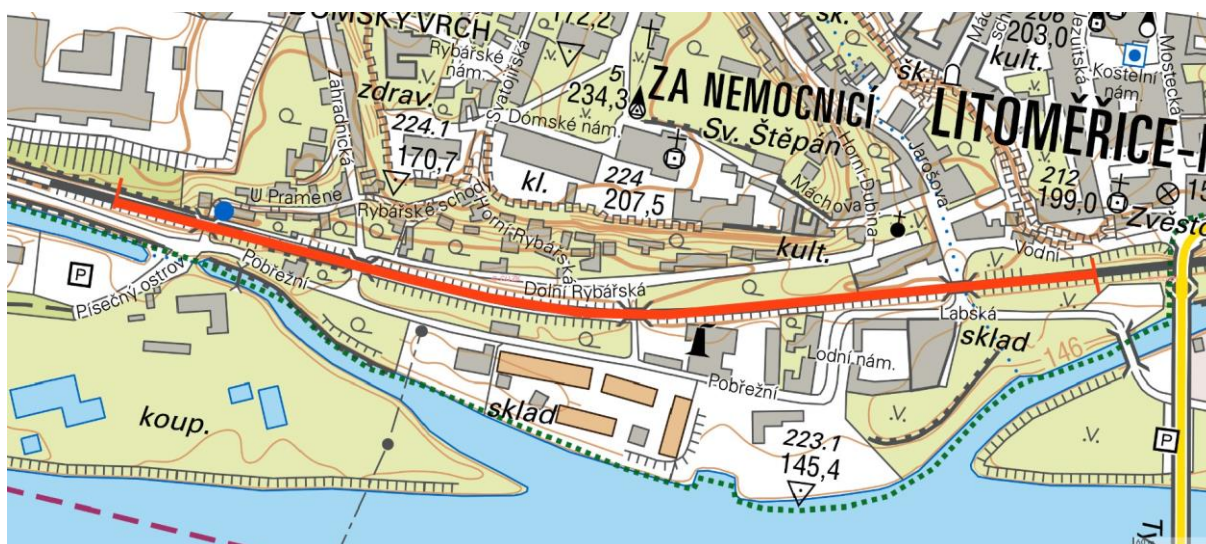 DÓMSKÝ VRCH
172,2
šk.
203,0
kult.
Jezuitská
Kostelní
nám.
Mostecká
Rybářské
nám.
Svatojiřská
Zahradnická
zdrav.
5
234,3
ZA NEMOCNICÍ
šk.
LITOMĚŘICE-
224.1
170,7
Dómské nám.
Sv. Štěpán
Horní Dubina
Jarošova
kl.
224
207,5
Máchova
212
199,0
U Pramene
Rybářské schody
Horní Rybářská
kult.
Vodní
P
Písečný ostrov
Pobřežní
Dolní Rybářská
Labská
sklad
146
Lodní nám.
Pobřežní
koup.
sklad
223.1
145,4
P
Ty